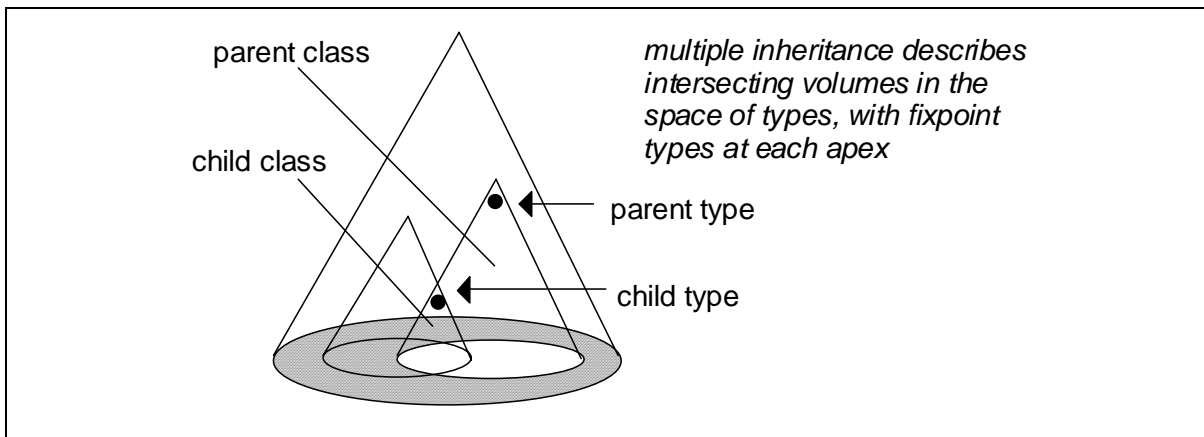 parent class
child class
multiple inheritance describes
intersecting volumes in the
space of types, with fixpoint
types at each apex
parent type
child type